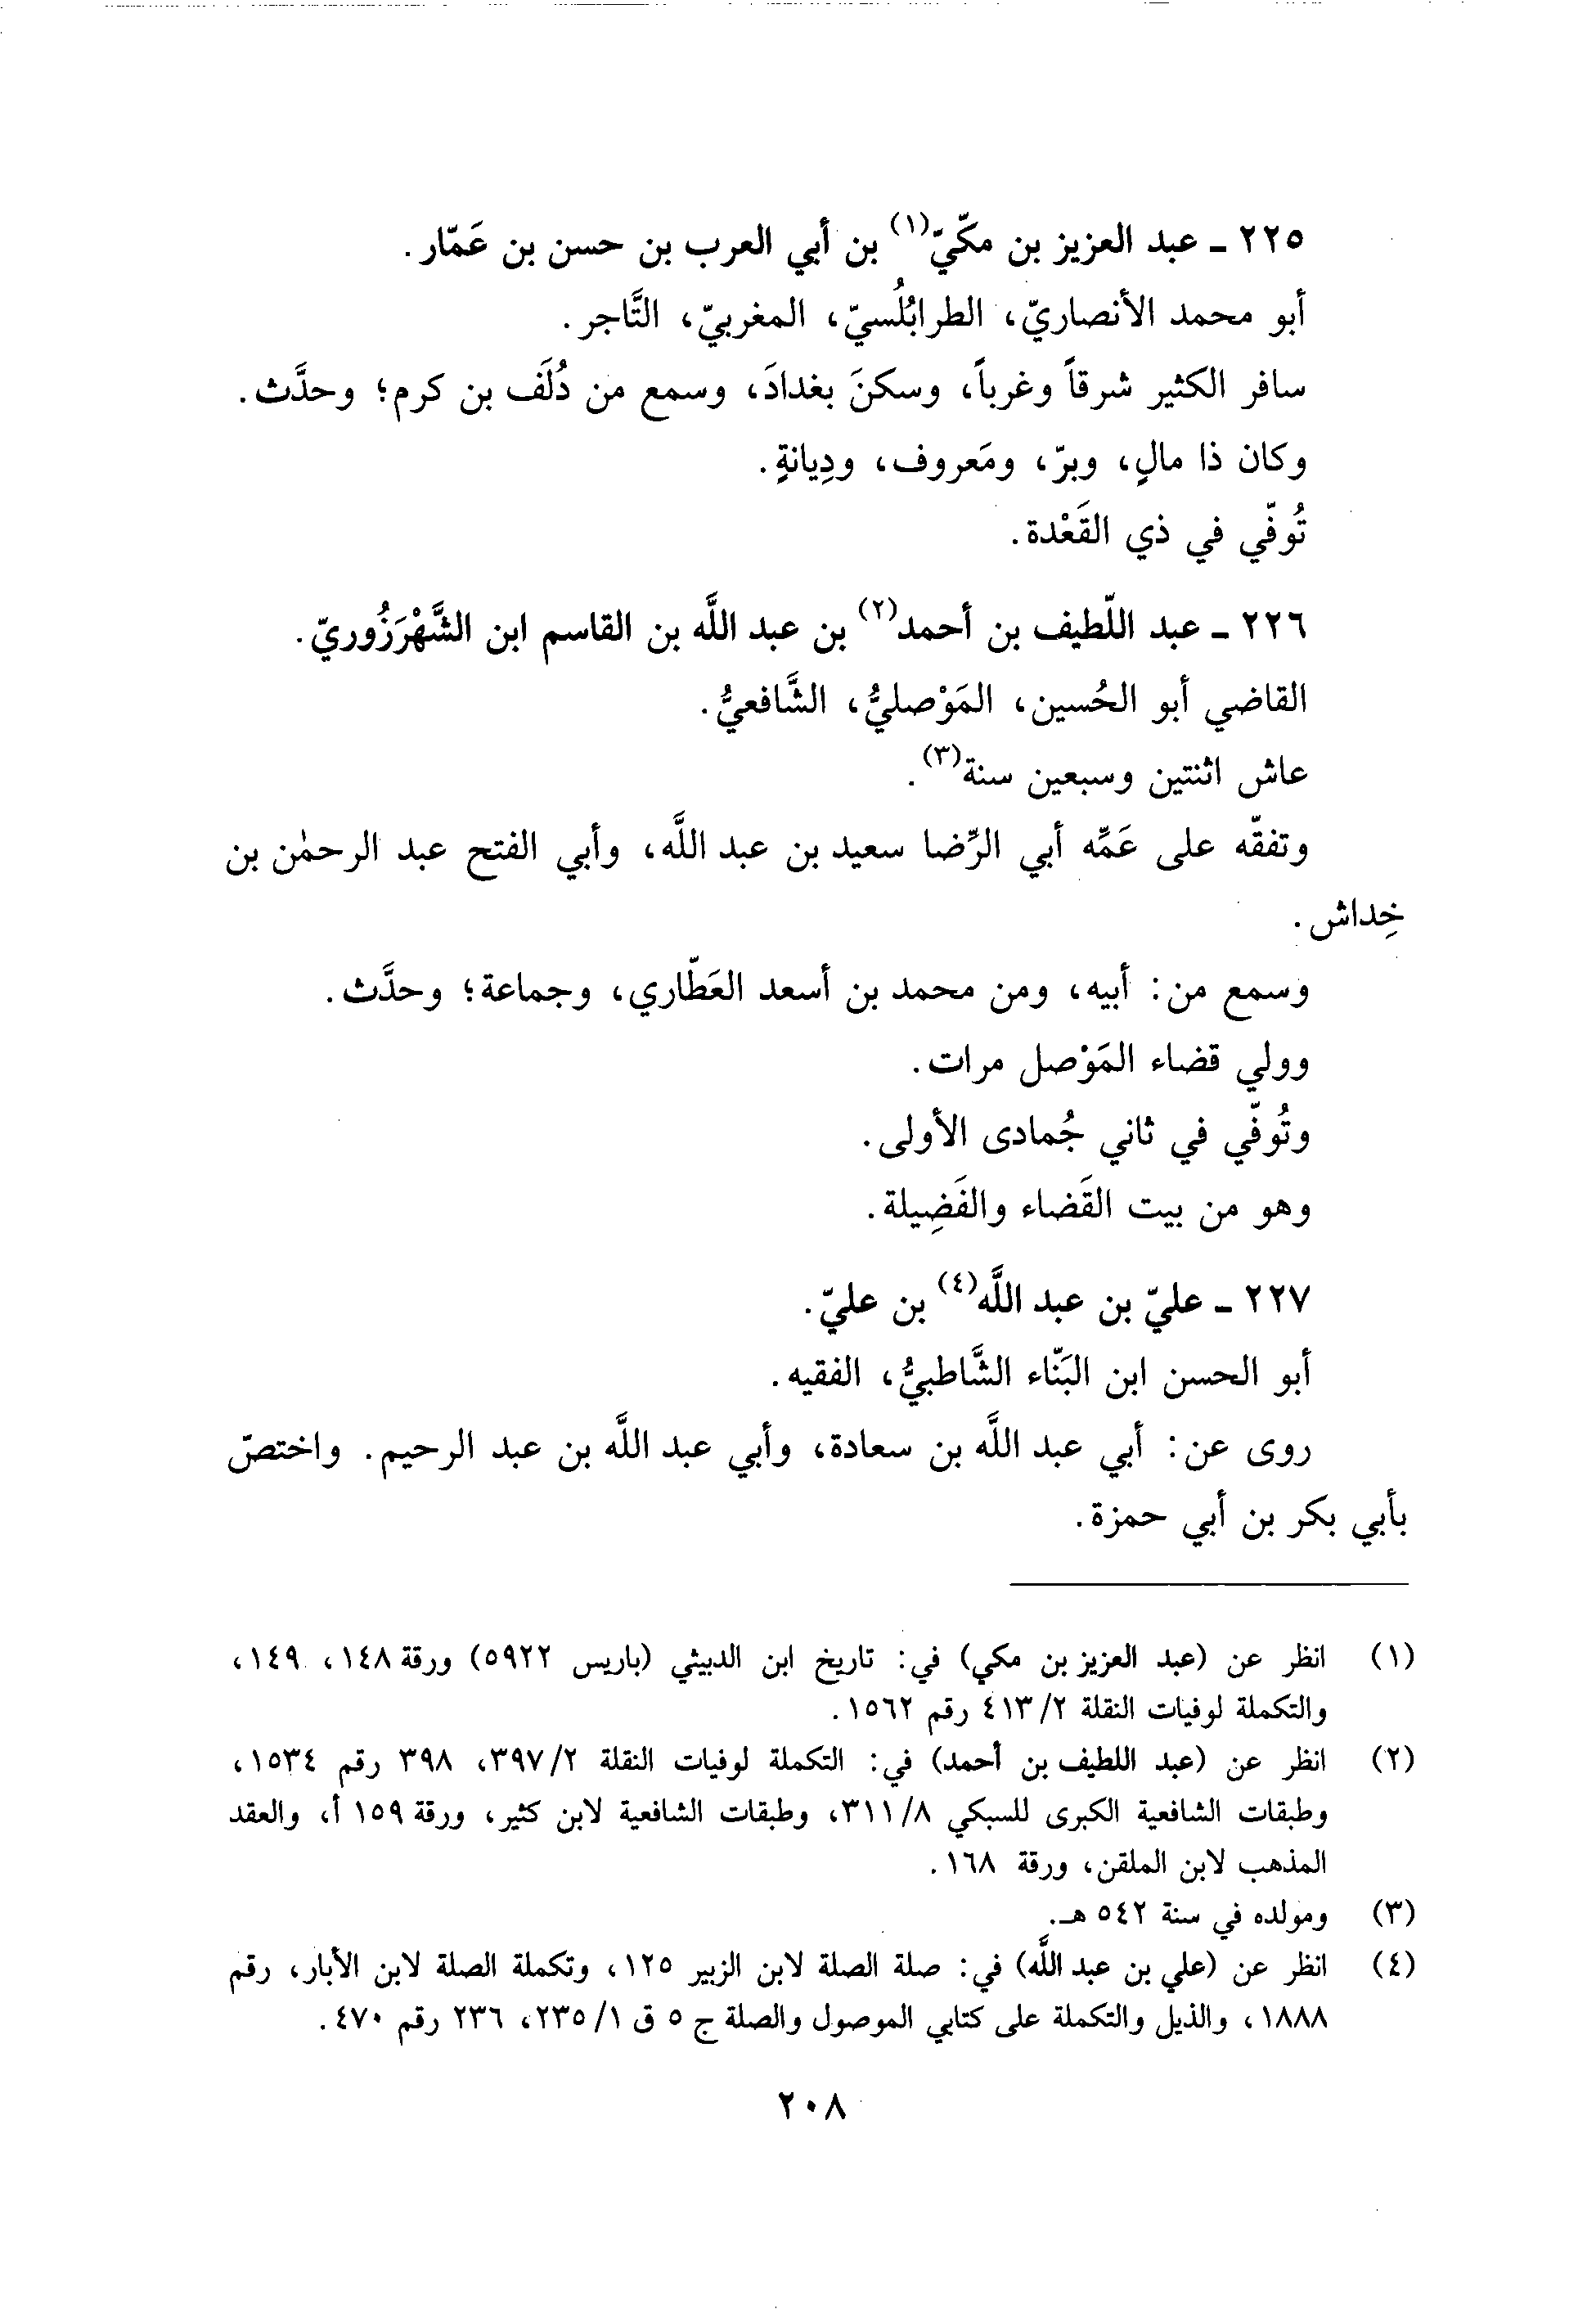 ٢٢٥ ـ عبد العزيز بن مكّيّ(١) بن أبي العرب بن حسن بن عَمّار.
أبو محمد الأنصاريّ، الطرابُلُسيّ، المغربيّ، التَّاجر.
سافر الكثير شرقاً وغرباً، وسكنَ بغدادَ، وسمع من دُلَف بن كرم؛ وحدَّث.
وكان ذا مالٍ، وبرّ، ومَعروف، ودِيانةٍ.
تُوفّي في ذي القَعْدة.
٢٢٦ ـ عبد اللّطيف بن أحمد(٢) بن عبد اللَّه بن القاسم ابن الشَّهْرَزُوريّ.
القاضي أبو الحُسين، المَوْصليُّ، الشَّافعيُّ.
عاش اثنتين وسبعين سنة(٣).
وتفقّه على عَمِّه أبي الرِّضا سعيد بن عبد اللَّه، وأبي الفتح عبد الرحمٰن بن
خِداش.
وسمع من: أبيه، ومن محمد بن أسعد العَطّاري، وجماعة؛ وحدَّث.
وولي قضاء المَوْصل مرات.
وتُوفّي في ثاني جُمادى الأولى.
وهو من بيت القَضاء والفَضِيلة.
٢٢٧ ـ عليّ بن عبد اللَّه(٤) بن عليّ.
أبو الحسن ابن البَنّاء الشَّاطبيُّ، الفقيه.
روى عن: أبي عبد اللَّه بن سعادة، وأبي عبد اللَّه بن عبد الرحيم. واختصّ
بأبي بكر بن أبي حمزة.
(١) انظر عن (عبد العزيز بن مكي) في: تاريخ ابن الدبيثي (باريس ٥٩٢٢) ورقة ١٤٨، ١٤٩،
والتكملة لوفيات النقلة ٢/ ٤١٣ رقم ١٥٦٢.
(٢) انظر عن (عبد اللطيف بن أحمد) في: التكملة لوفيات النقلة ٢/ ٣٩٧، ٣٩٨ رقم ١٥٣٤،
وطبقات الشافعية الكبرى للسبكي ٨/ ٣١١، وطبقات الشافعية لابن كثير، ورقة ١٥٩ أ، والعقد
المذهب لابن الملقن، ورقة ١٦٨.
(٣) ومولده في سنة ٥٤٢ هـ.
(٤) انظر عن (علي بن عبد اللَّه) في: صلة الصلة لابن الزبير ١٢٥، وتكملة الصلة لابن الأبار، رقم
١٨٨٨، والذيل والتكملة على كتابي الموصول والصلة ج ٥ ق ١/ ٢٣٥، ٢٣٦ رقم ٤٧٠.
٢٠٨